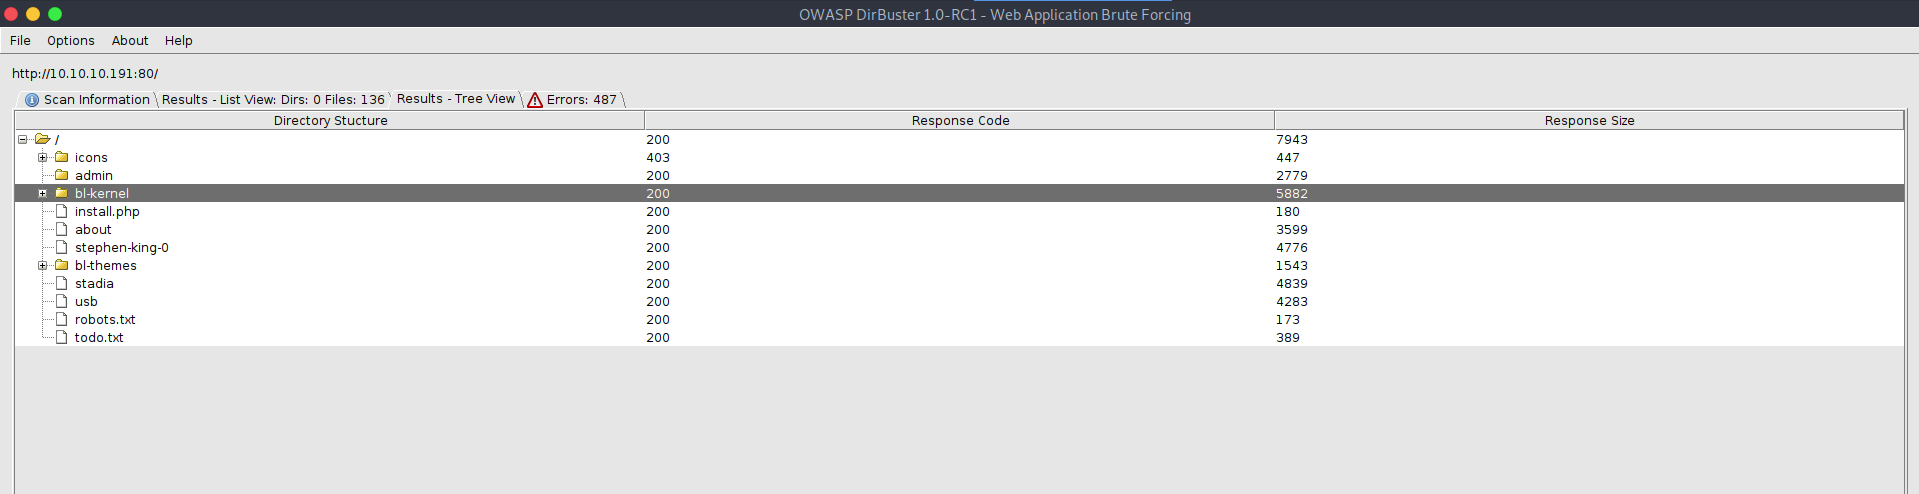 OWASP DirBuster 1.0-RC1 - Web Application Brute Forcing
File Options About Help
http://10.10.10.191:80/
Scan Information Results - List View: Dirs: 0 Files: 136 Results - Tree View Errors: 487
Directory Stucture Response Code Response Size
/ 200 7943
icons 403 447
admin 200 2779
bl-kernel 200 5882
install.php 200 180
about 200 3599
stephen-king-0 200 4776
bl-themes 200 1543
stadia 200 4839
usb 200 4283
robots.txt 200 173
todo.txt 200 389